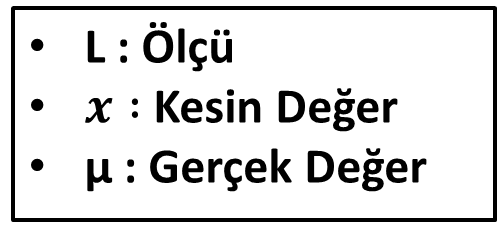 • L : Ölçü
• 𝑥 : Kesin Değer
• µ : Gerçek Değer